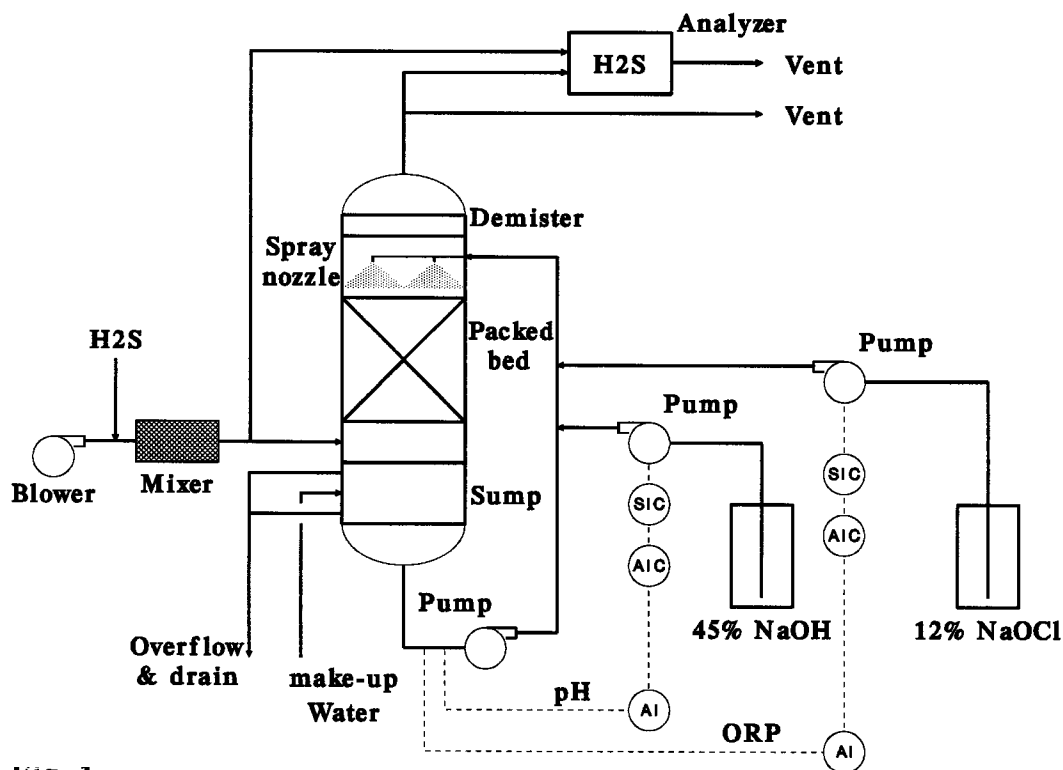 Analyzer
H2S
Vent
Vent
Demister
Spray
nozzle
Packed
bed
H2S
Pump
Pump
Blower
Mixer
Sump
SIC
SIC
AIC
AIC
Pump
45% NaOH
12% NaOCl
Overflow
& drain
make-up
Water
pH
AI
ORP
AI